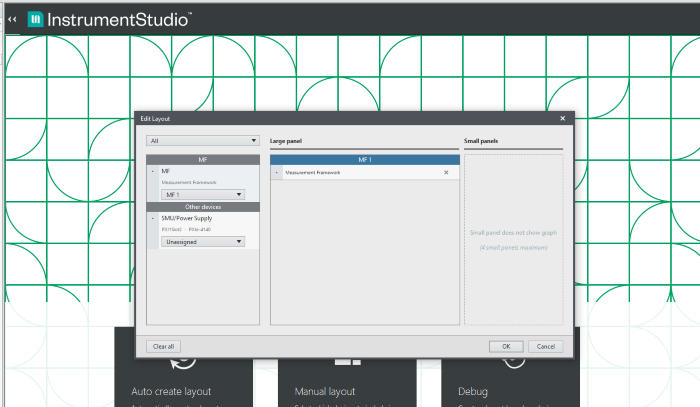 InstrumentStudio™
Edit Layout
All
Large panel
Small panels
MF
MF
Measurement Framework
MF 1
Other devices
SMU/Power Supply
PXIe-4140
Unassigned
MF 1
Measurement Framework
Small panel does not show graph
(4 small panels maximum)
Clear all
OK
Cancel
Auto create layout
Manual layout
Debug